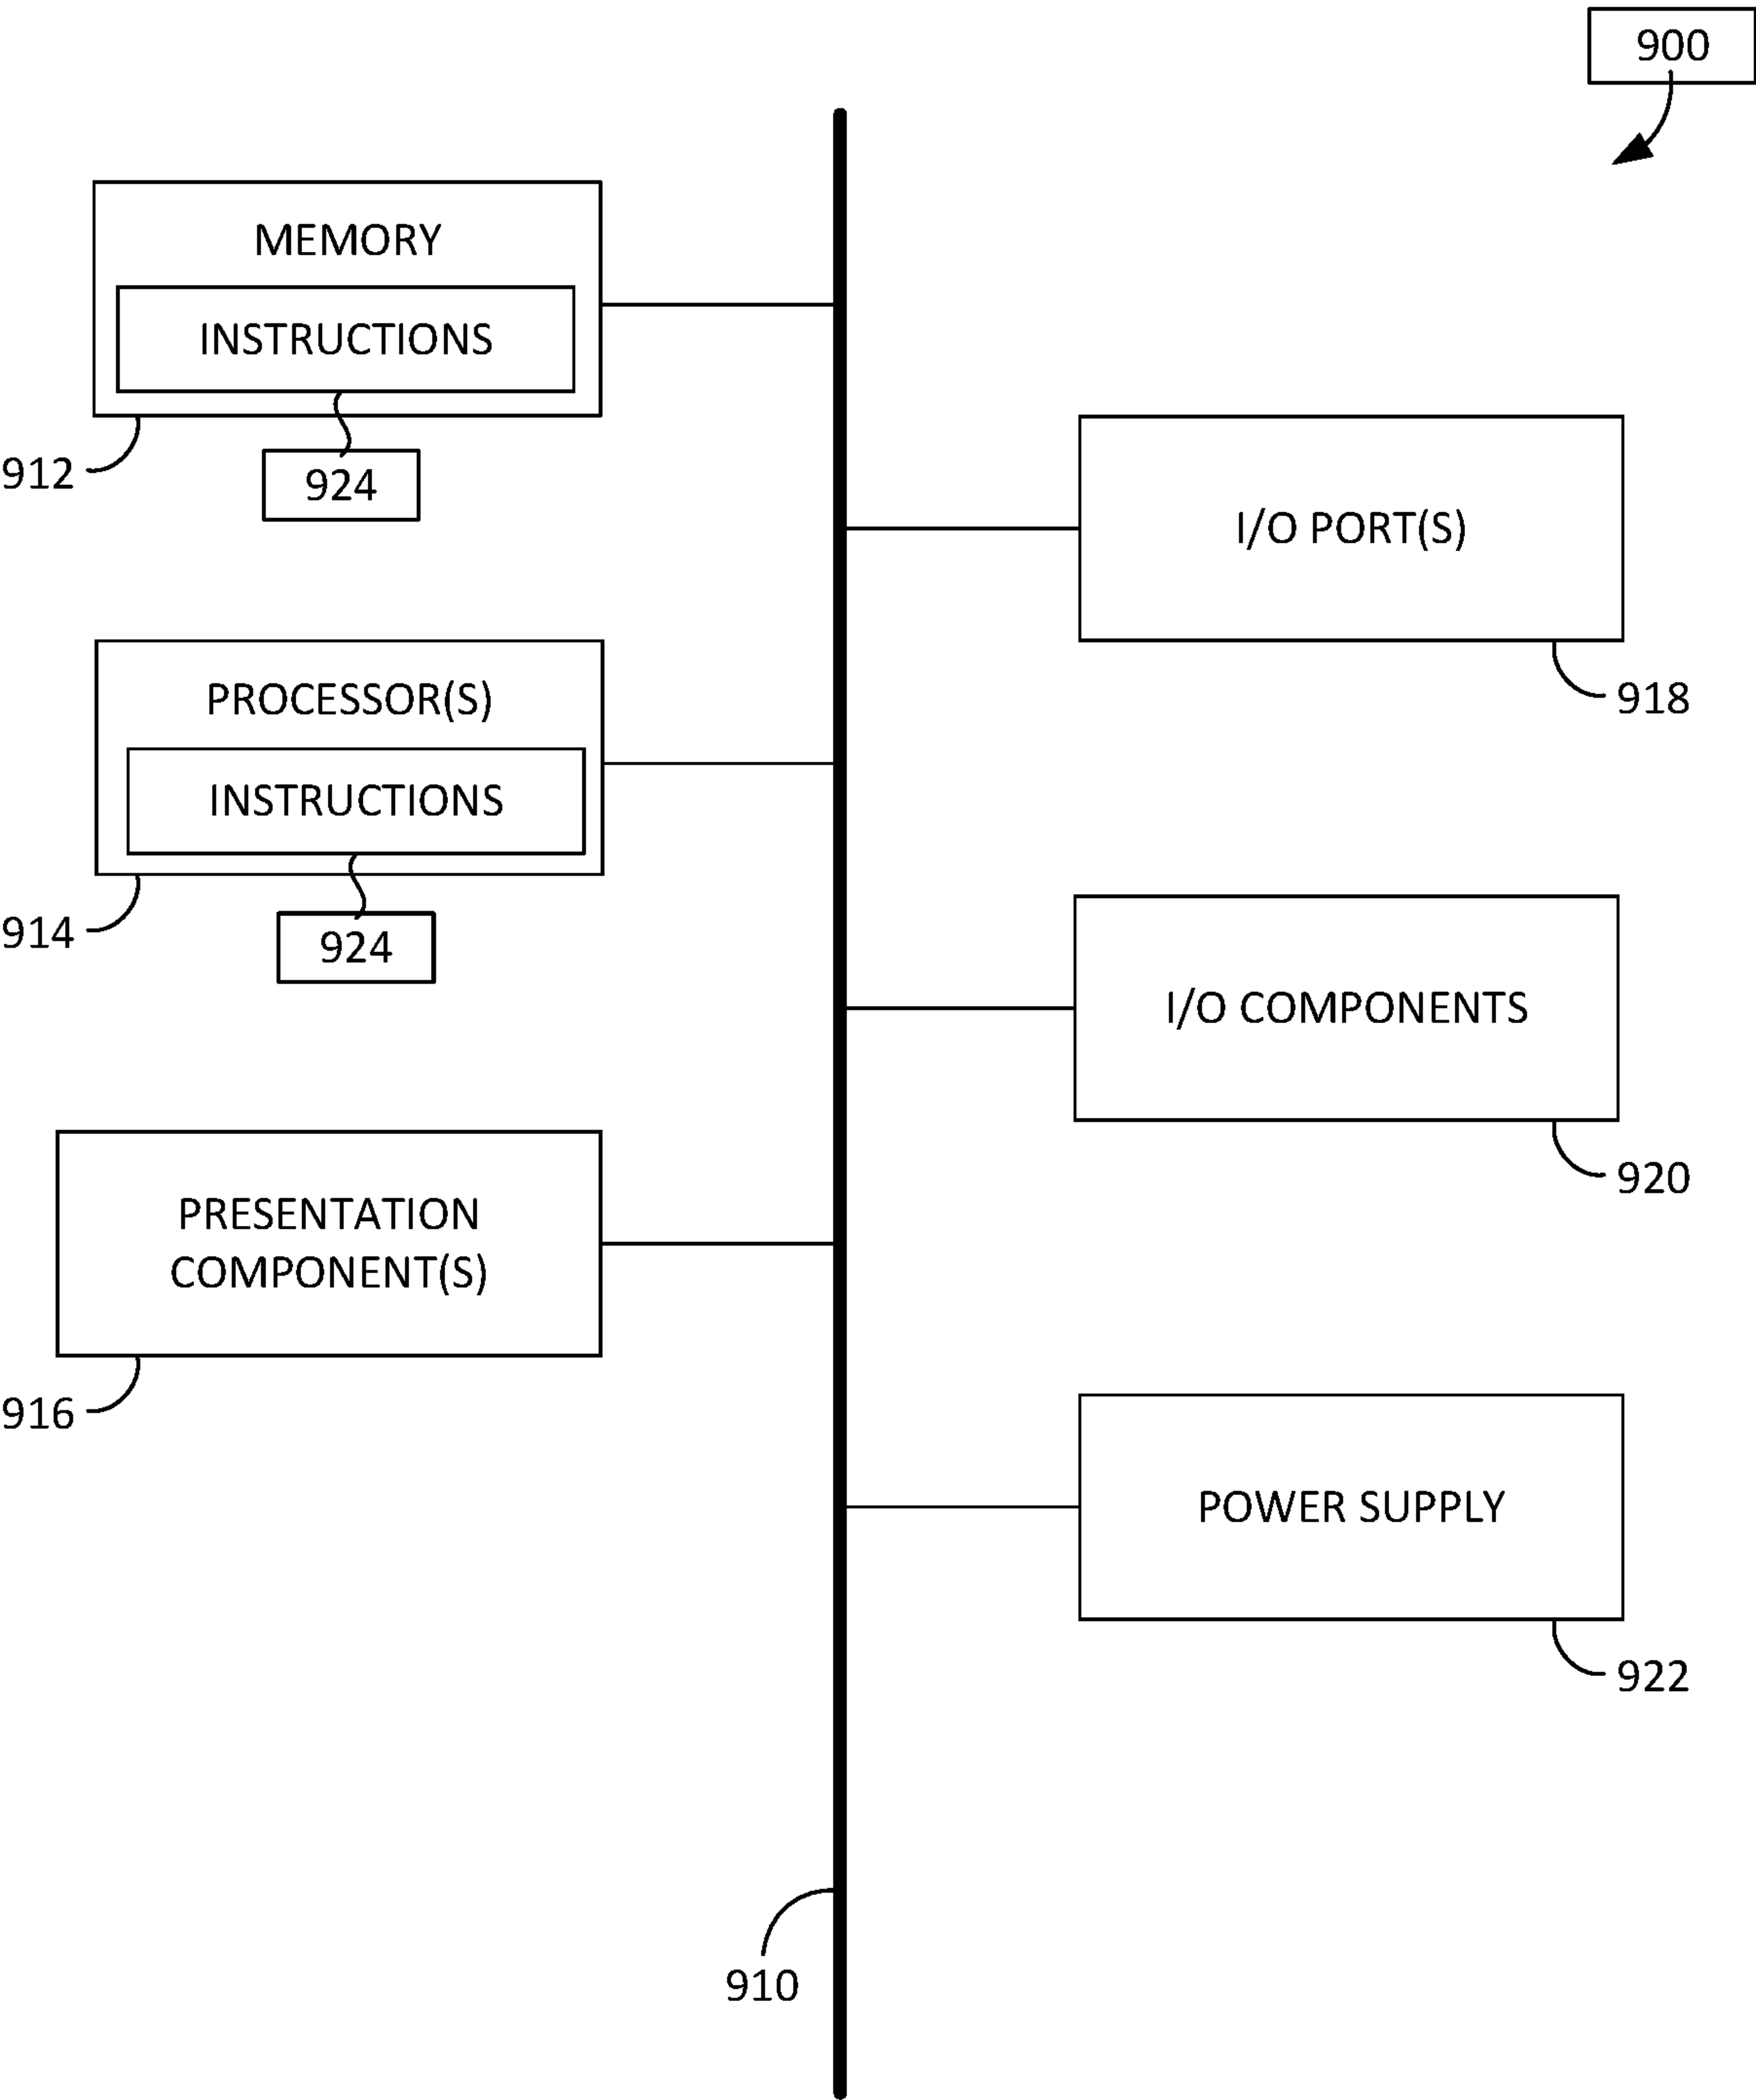 900
MEMORY
INSTRUCTIONS
912
924
I/O PORT(S)
918
PROCESSOR(S)
INSTRUCTIONS
914
924
I/O COMPONENTS
920
PRESENTATION
COMPONENT(S)
916
POWER SUPPLY
922
910